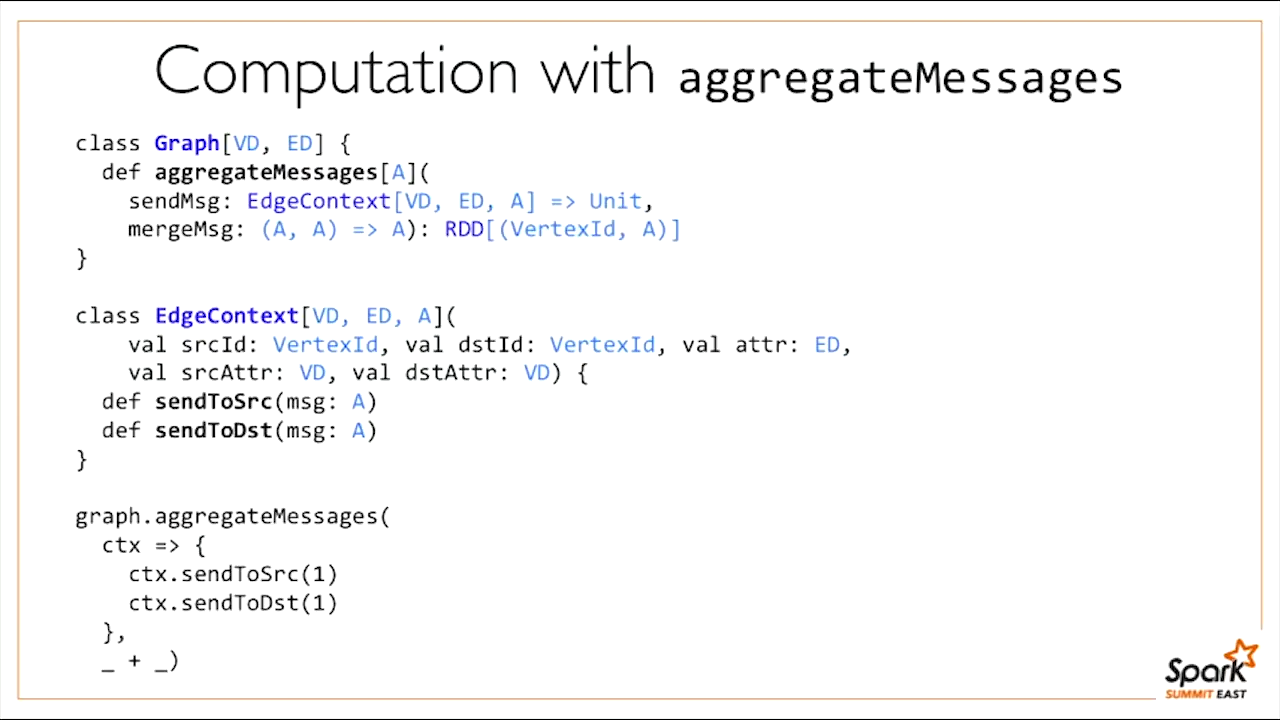 Computation with aggregateMessages
class Graph[VD, ED] {
  def aggregateMessages[A](
    sendMsg: EdgeContext[VD, ED, A] => Unit,
    mergeMsg: (A, A) => A): RDD[(VertexId, A)]
}
class EdgeContext[VD, ED, A](
    val srcId: VertexId, val dstId: VertexId, val attr: ED,
    val srcAttr: VD, val dstAttr: VD) {
  def sendToSrc(msg: A)
  def sendToDst(msg: A)
}
graph.aggregateMessages(
  ctx => {
    ctx.sendToSrc(1)
    ctx.sendToDst(1)
  },
  _ + _)
Spark
SUMMIT EAST